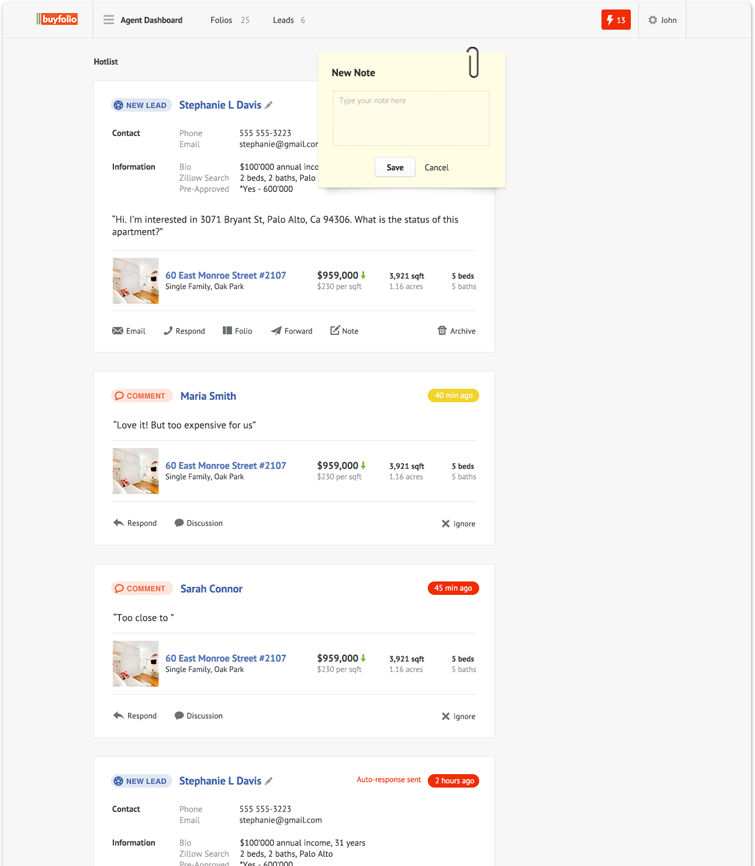 buyfolio
Agent Dashboard
Folios 25
Leads 6
13
John
Hotlist
New Note
Type your note here
Save
Cancel
NEW LEAD Stephanie L Davis
Contact Phone 555 555-3223
Email stephanie@gmail.com
Information Bio $100'000 annual inco
Zillow Search 2 beds, 2 baths, Palo
Pre-Approved *Yes - 600'000
“Hi. I'm interested in 3071 Bryant St, Palo Alto, Ca 94306. What is the status of this
apartment?”
60 East Monroe Street #2107 $959,000 3,921 sqft 5 beds
Single Family, Oak Park $230 per sqft 1.16 acres 5 baths
Email Respond Folio Forward Note Archive
COMMENT Maria Smith 40 min ago
“Love it! But too expensive for us”
60 East Monroe Street #2107 $959,000 3,921 sqft 5 beds
Single Family, Oak Park $230 per sqft 1.16 acres 5 baths
Respond Discussion Ignore
COMMENT Sarah Connor 45 min ago
“Too close to ”
60 East Monroe Street #2107 $959,000 3,921 sqft 5 beds
Single Family, Oak Park $230 per sqft 1.16 acres 5 baths
Respond Discussion Ignore
NEW LEAD Stephanie L Davis Auto-response sent 2 hours ago
Contact Phone 555 555-3223
Email stephanie@gmail.com
Information Bio $100'000 annual income, 31 years
Zillow Search 2 beds, 2 baths, Palo Alto
Pre-Approved *Yes - 600'000